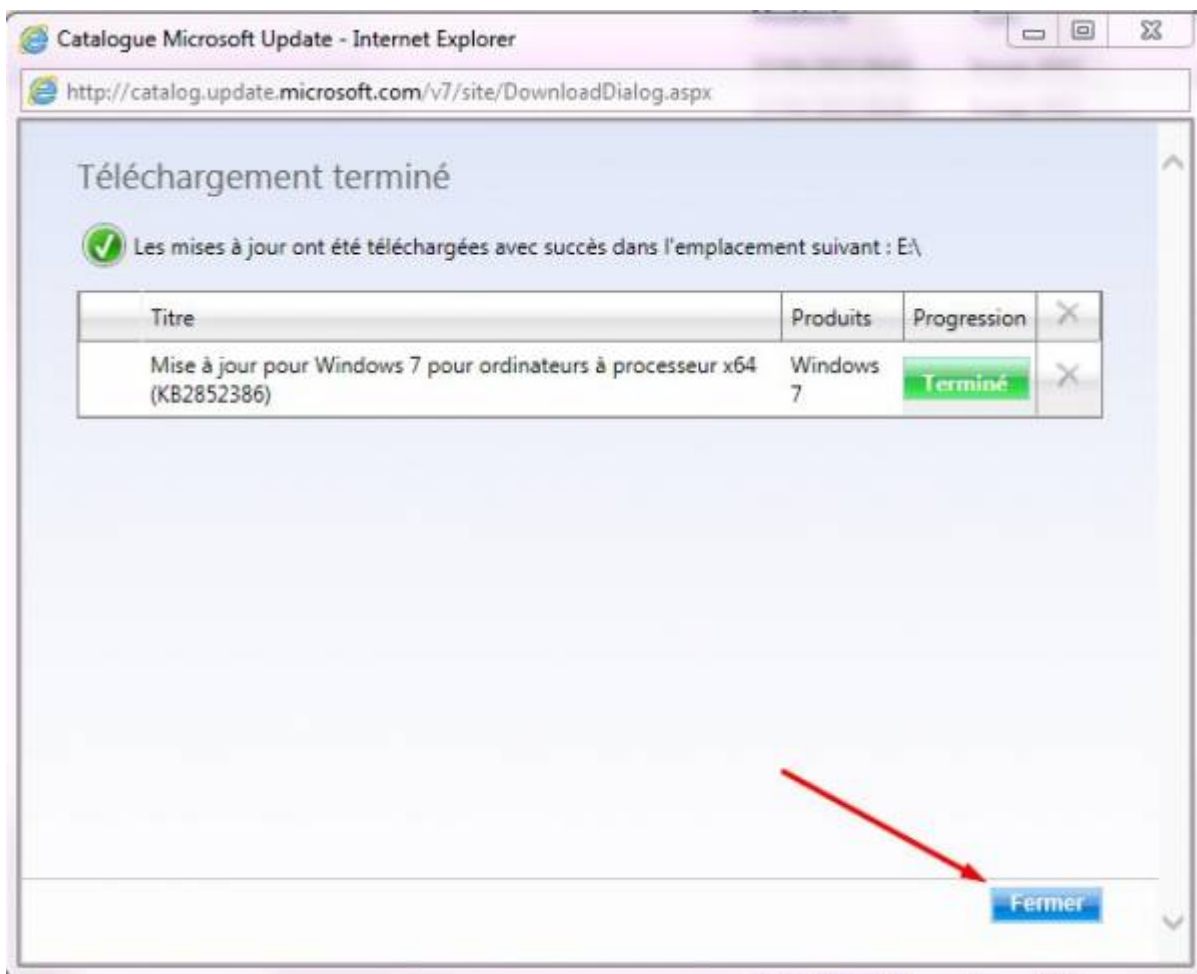 Catalogue Microsoft Update - Internet Explorer
http://catalog.update.microsoft.com/v7/site/DownloadDialog.aspx
Téléchargement terminé
Les mises à jour ont été téléchargées avec succès dans l'emplacement suivant : E:\
Titre Produits Progression
Mise à jour pour Windows 7 pour ordinateurs à processeur x64 Windows
(KB2852386) 7 Terminé
Fermer